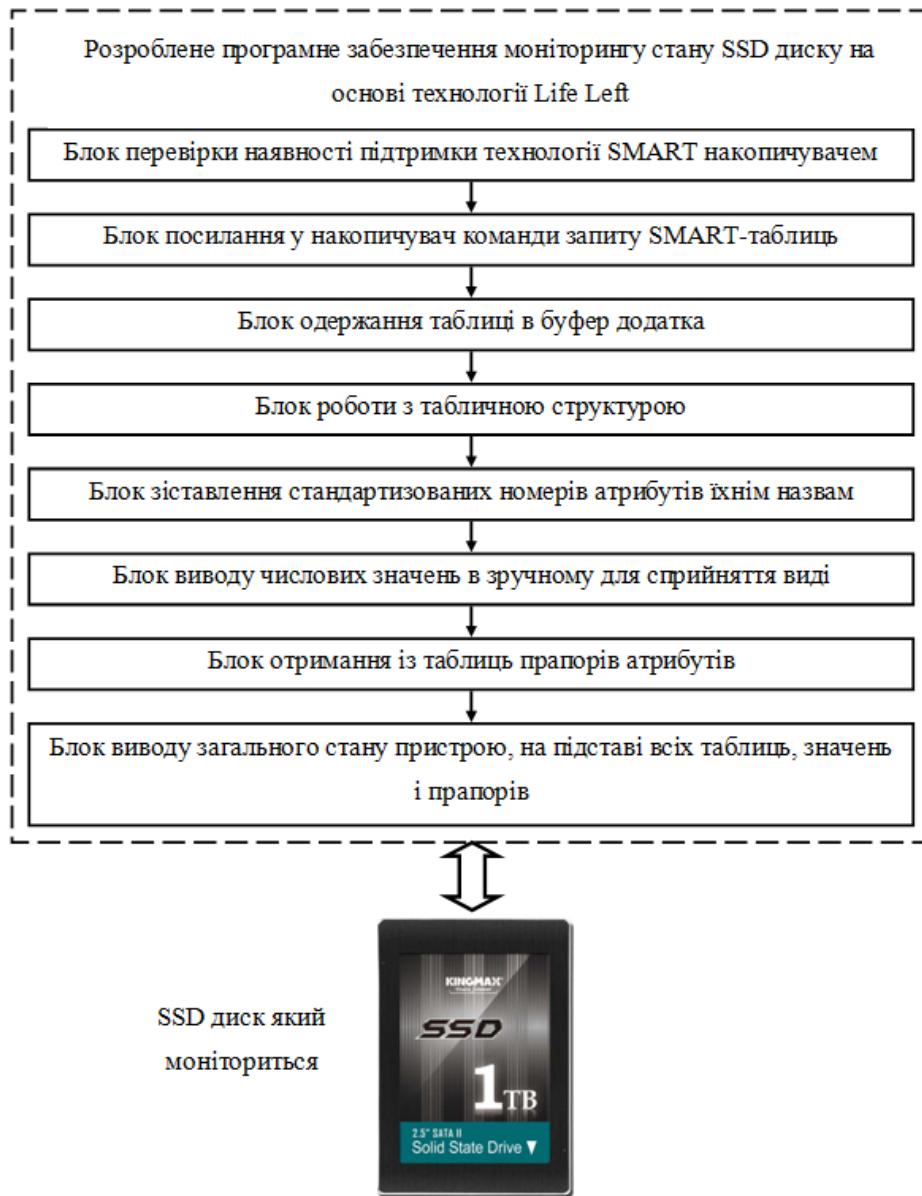 Розроблене програмне забезпечення моніторингу стану SSD диску на
основі технології Life Left
Блок перевірки наявності підтримки технології SMART накопичувачем
Блок посилання у накопичувач команди запиту SMART-таблиць
Блок одержання таблиці в буфер додатка
Блок роботи з табличною структурою
Блок зіставлення стандартизованих номерів атрибутів їхнім назвам
Блок виводу числових значень в зручному для сприйняття виді
Блок отримання із таблиць прапорів атрибутів
Блок виводу загального стану пристрою, на підставі всіх таблиць, значень
і прапорів
SSD диск який
моніториться
KINGMAX
SSD
1TB
2.5" SATA II
Solid State Drive